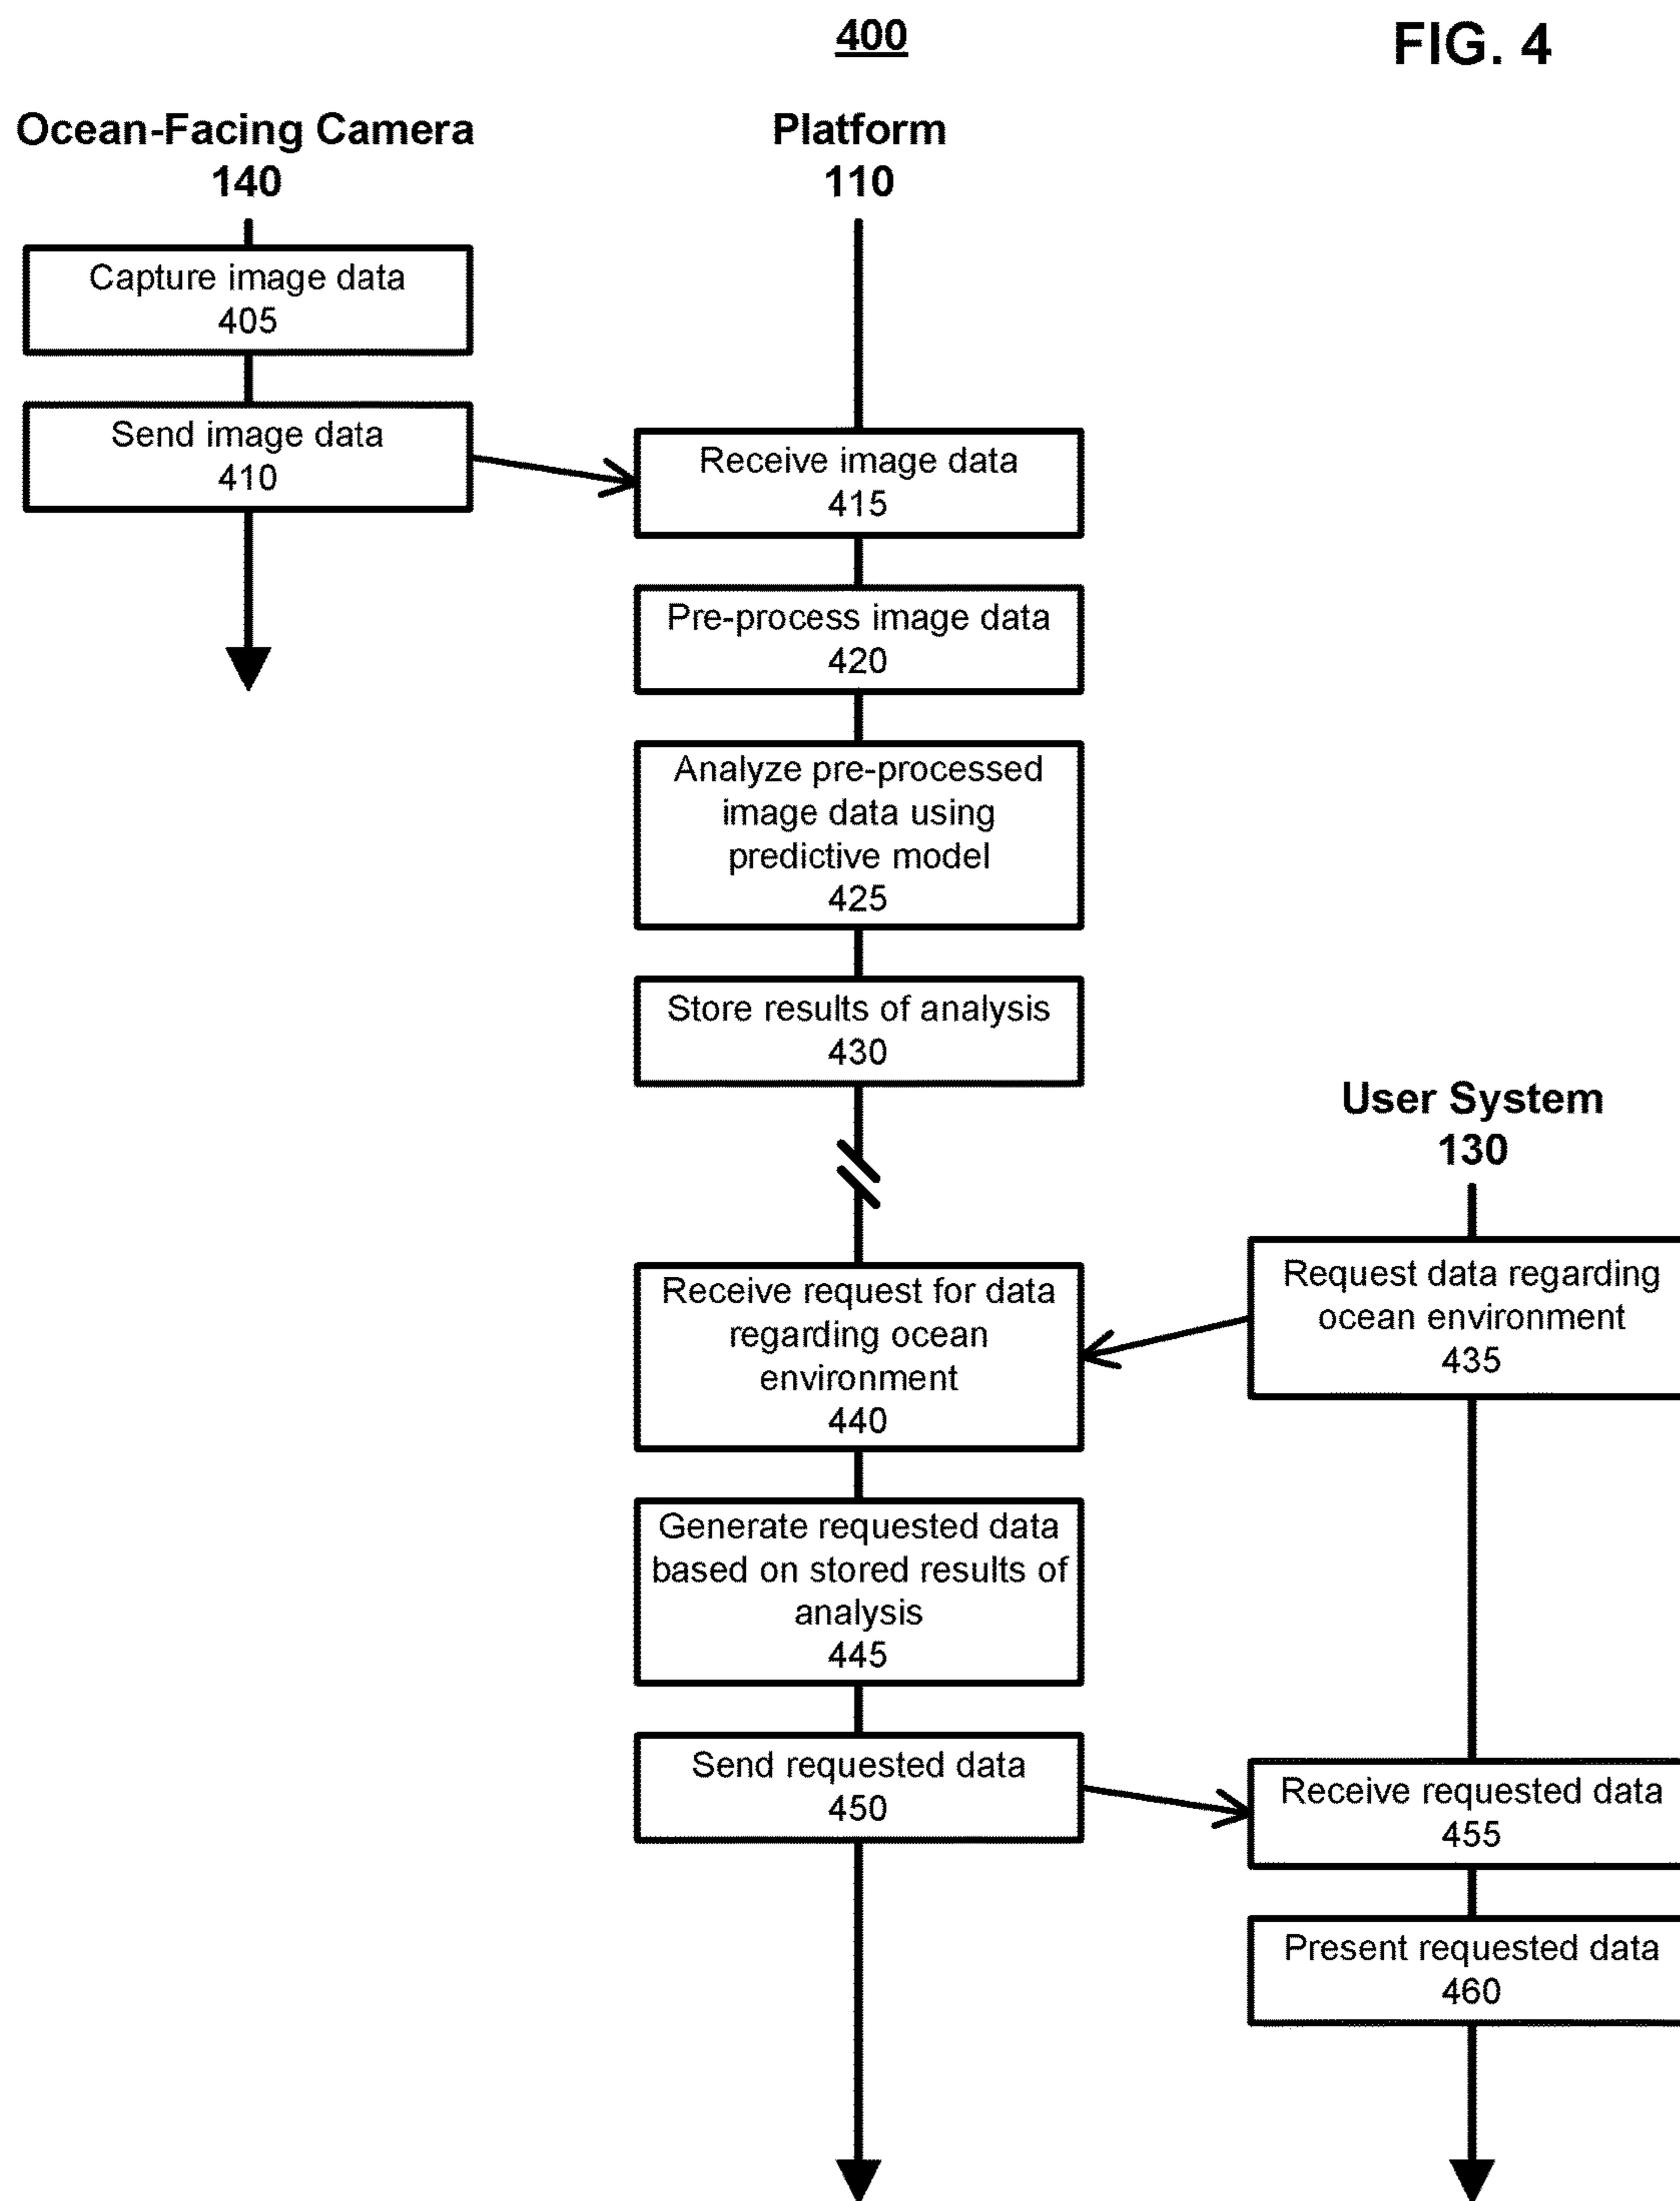 400
FIG. 4
Ocean-Facing Camera
140
Platform
110
Capture image data
405
Send image data
410
Receive image data
415
Pre-process image data
420
Analyze pre-processed
image data using
predictive model
425
Store results of analysis
430
User System
130
Request data regarding
ocean environment
435
Receive request for data
regarding ocean
environment
440
Generate requested data
based on stored results of
analysis
445
Send requested data
450
Receive requested data
455
Present requested data
460